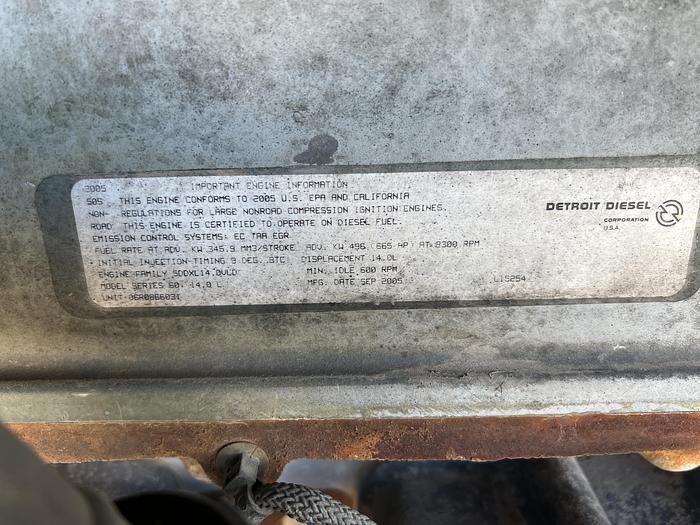 2005 IMPORTANT ENGINE INFORMATION
50S THIS ENGINE CONFORMS TO 2005 U.S. EPA AND CALIFORNIA
NON- REGULATIONS FOR LARGE NONROAD COMPRESSION IGNITION ENGINES.
ROAD THIS ENGINE IS CERTIFIED TO OPERATE ON DIESEL FUEL.
EMISSION CONTROL SYSTEMS: EC TAA EGR
FUEL RATE AT ADV. KW 345.9 MM3/STROKE ADV. KW 496 (665 HP) AT 2300 RPM
INITIAL INJECTION TIMING 9 DEG. BTC DISPLACEMENT 14.0L
ENGINE FAMILY 5DDXL14.0VLD MIN. IDLE 600 RPM
MODEL SERIES 60, 14.0 L MFG. DATE SEP 2005 L15254
UNIT 06R0866031
DETROIT DIESEL
CORPORATION
U.S.A.